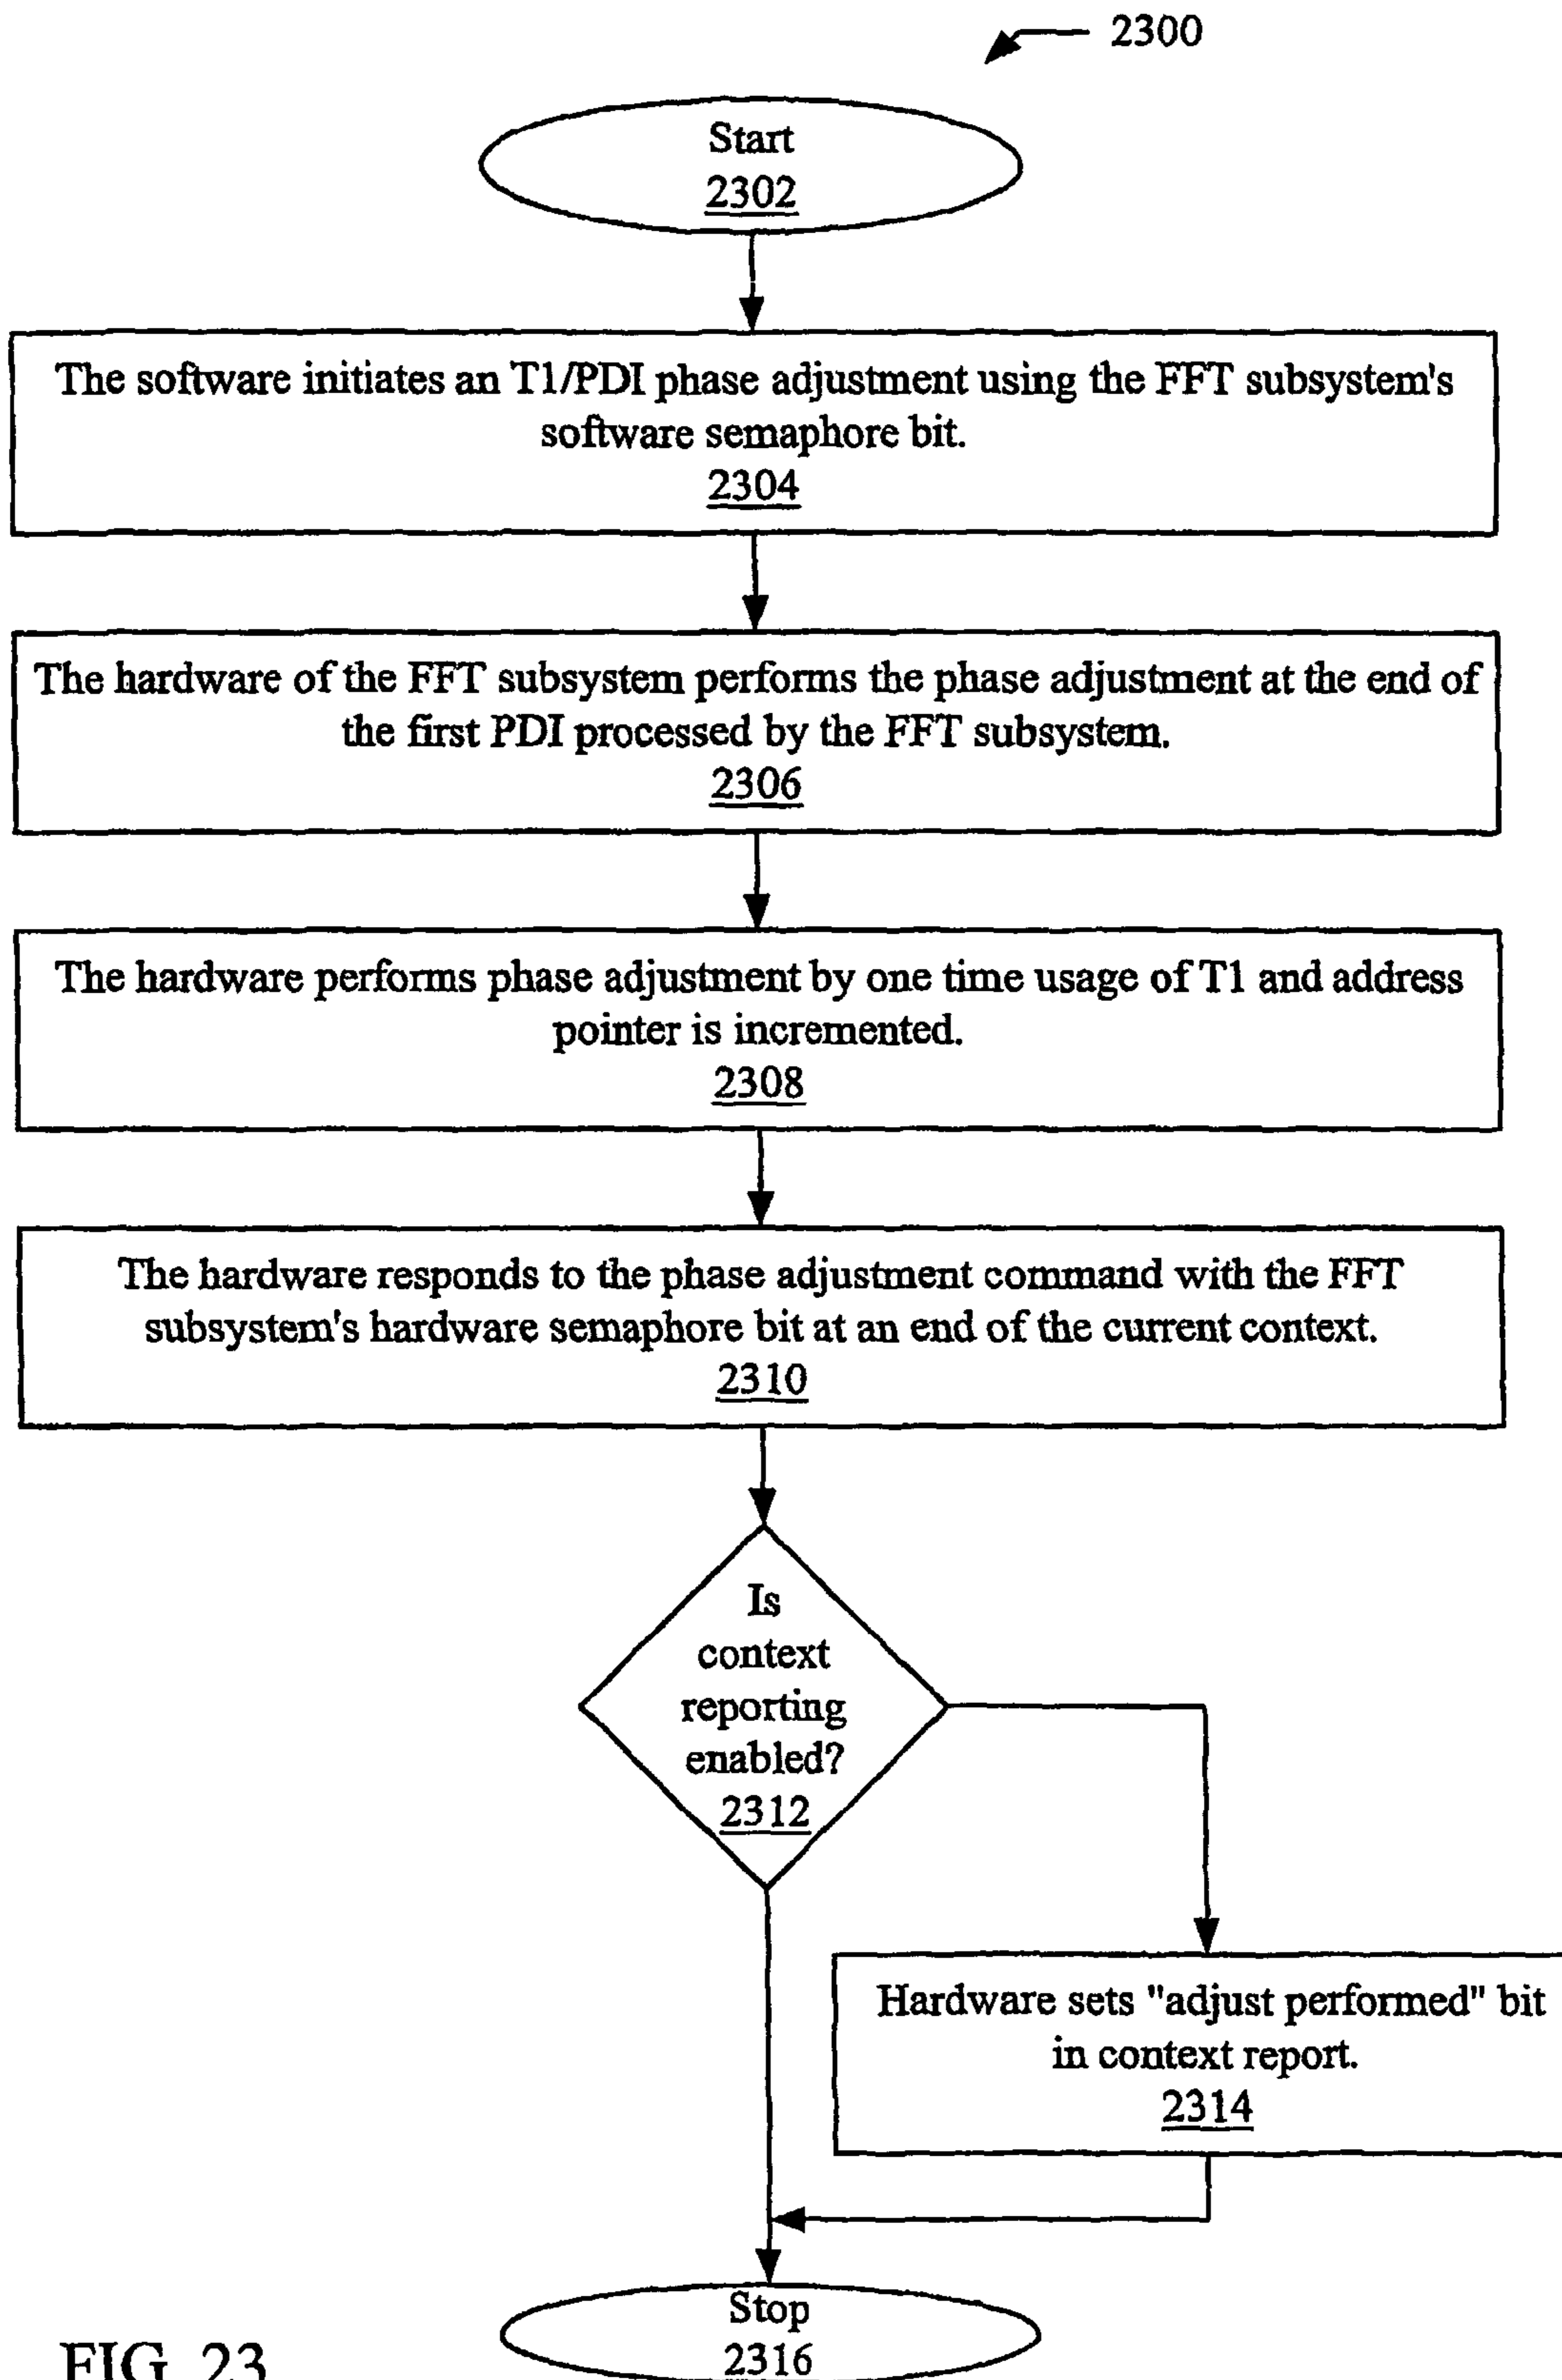 2300
Start
2302
The software initiates an T1/PDI phase adjustment using the FFT subsystem's
software semaphore bit.
2304
The hardware of the FFT subsystem performs the phase adjustment at the end of
the first PDI processed by the FFT subsystem.
2306
The hardware performs phase adjustment by one time usage of T1 and address
pointer is incremented.
2308
The hardware responds to the phase adjustment command with the FFT
subsystem's hardware semaphore bit at an end of the current context.
2310
Is
context
reporting
enabled?
2312
Hardware sets "adjust performed" bit
in context report.
2314
Stop
2316
FIG. 23